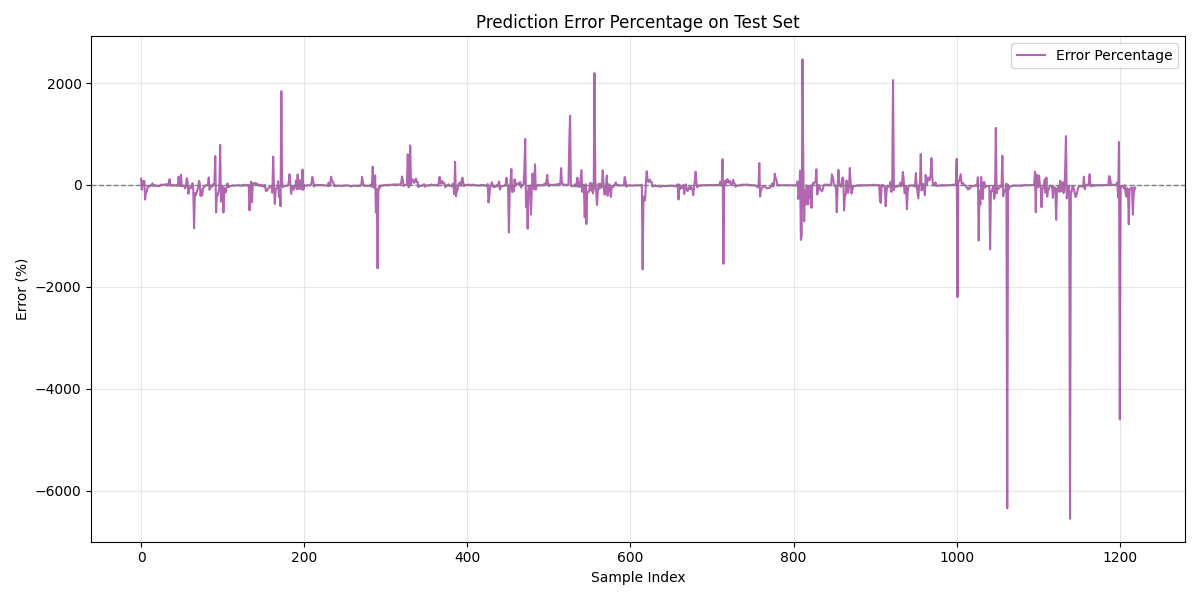 Prediction Error Percentage on Test Set
Error Percentage
Error (%)
2000
0
−2000
−4000
−6000
0 200 400 600 800 1000 1200
Sample Index